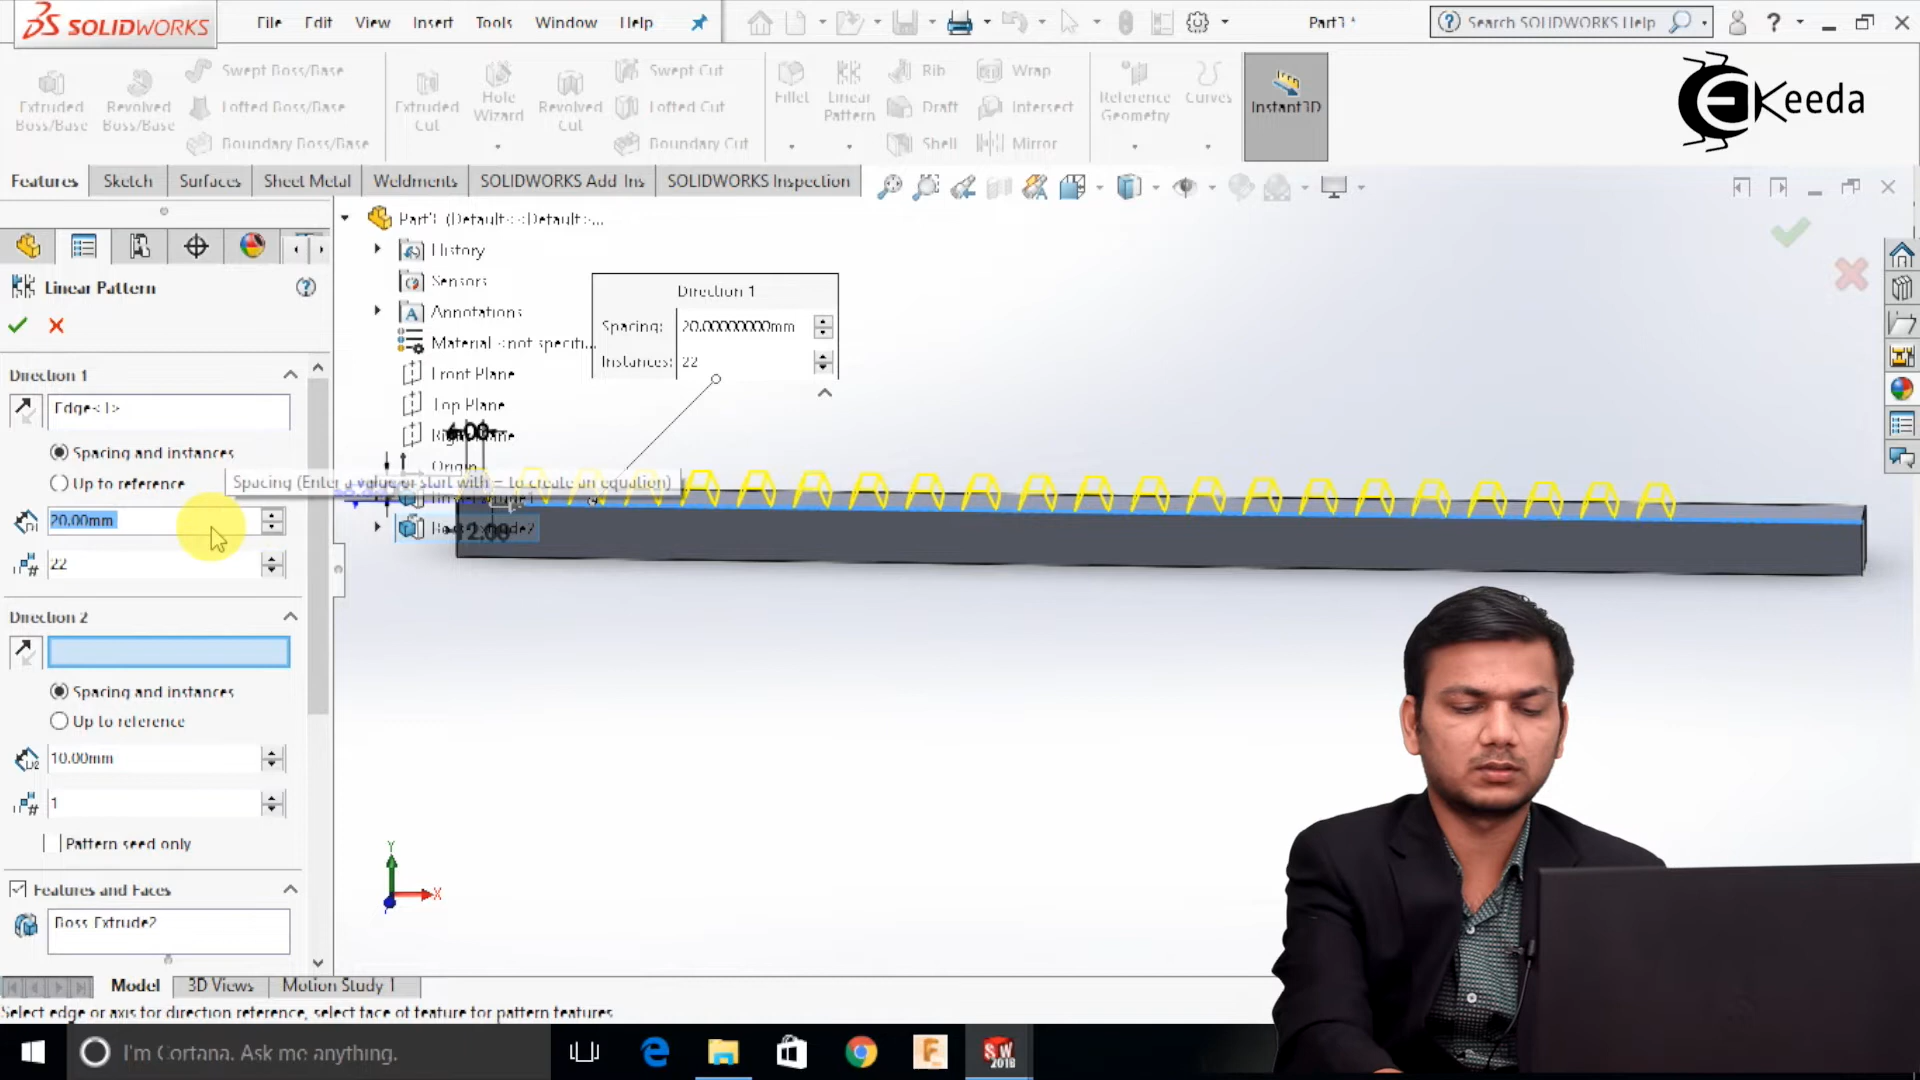 SOLIDWORKS File Edit View Insert Tools Window Help Part3 * Search SOLIDWORKS Help
Extruded Boss/Base
Revolved Boss/Base
Swept Boss/Base
Lofted Boss/Base
Boundary Boss/Base
Extruded Cut
Hole Wizard
Revolved Cut
Swept Cut
Lofted Cut
Boundary Cut
Fillet
Linear Pattern
Rib
Draft
Shell
Wrap
Intersect
Mirror
Reference Geometry
Curves
Instant3D
EKeeda
Features Sketch Surfaces Sheet Metal Weldments SOLIDWORKS Add Ins SOLIDWORKS Inspection
Part3 (Default<<Default>...
History
Sensors
Annotations
Material <not specifi...
Front Plane
Top Plane
Origin
Linear Pattern
Direction 1
Edge<1>
Spacing and instances
Up to reference
20.00mm
22
Direction 2
Spacing and instances
Up to reference
10.00mm
1
Pattern seed only
Features and Faces
Boss Extrude2
Direction 1
Spacing: 20.00000000mm
Instances: 22
Spacing (Enter a value or start with = to create an equation)
Y
X
Model 3D Views Motion Study 1
Select edge or axis for direction reference, select face of feature for pattern features
I'm Cortana. Ask me anything.
SW
2016